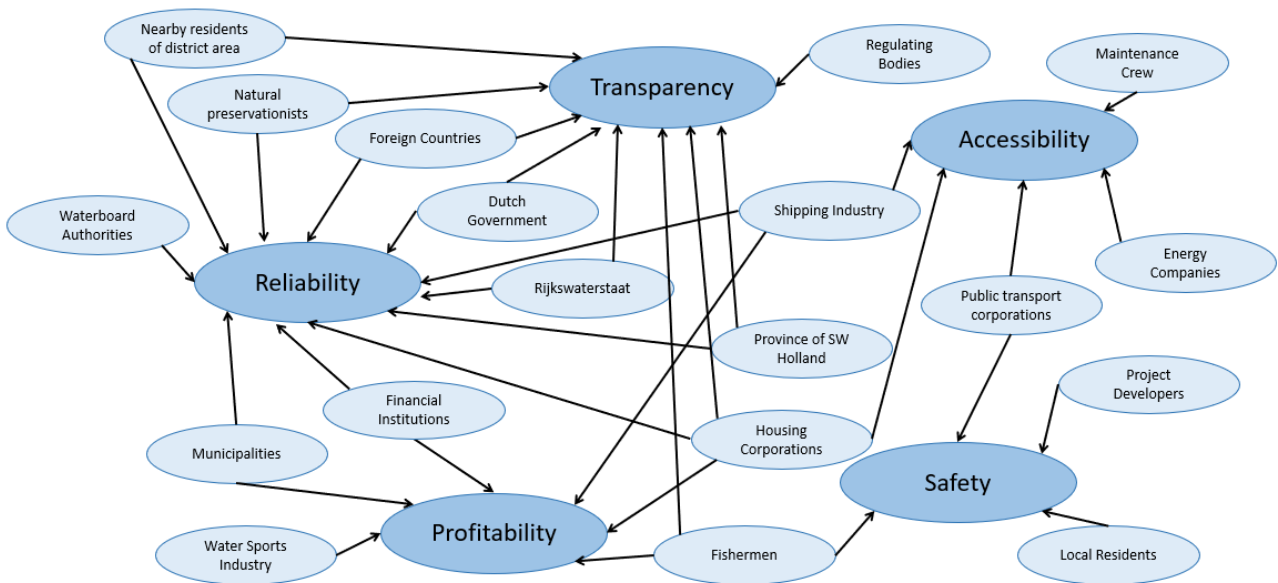 Nearby residents
of district area
Regulating
Bodies
Maintenance
Crew
Transparency
Natural
preservationists
Foreign Countries
Accessibility
Waterboard
Authorities
Dutch
Government
Shipping Industry
Energy
Companies
Reliability
Rijkswaterstaat
Public transport
corporations
Province of SW
Holland
Project
Developers
Financial
Institutions
Housing
Corporations
Municipalities
Safety
Profitability
Water Sports
Industry
Fishermen
Local Residents